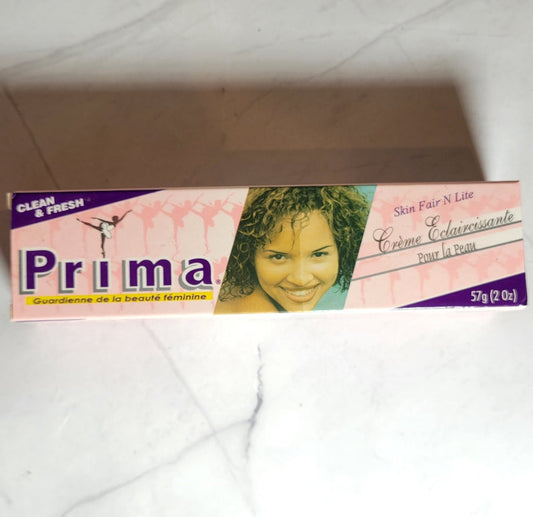 CLEAN
& FRESH
Prima
Guardienne de la beauté féminine
Skin Fair N Lite
Crème Eclaircissante
Pour la Peau
57g (2 Oz)